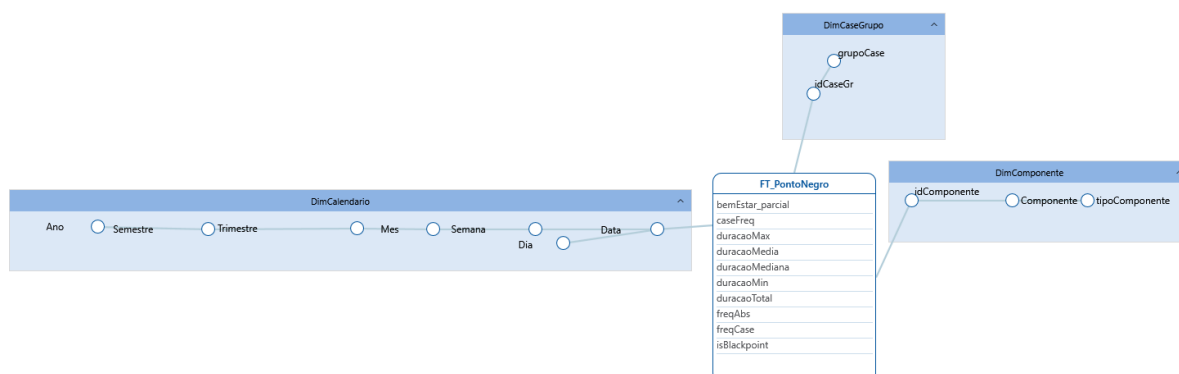 DimCaseGrupo
grupoCase
idCaseGr
DimCalendario
Ano
Semestre
Trimestre
Mes
Semana
Dia
Data
FT_PontoNegro
bemEstar_parcial
caseFreq
duracaoMax
duracaoMedia
duracaoMediana
duracaoMin
duracaoTotal
freqAbs
freqCase
isBlackpoint
DimComponente
idComponente
Componente
tipoComponente